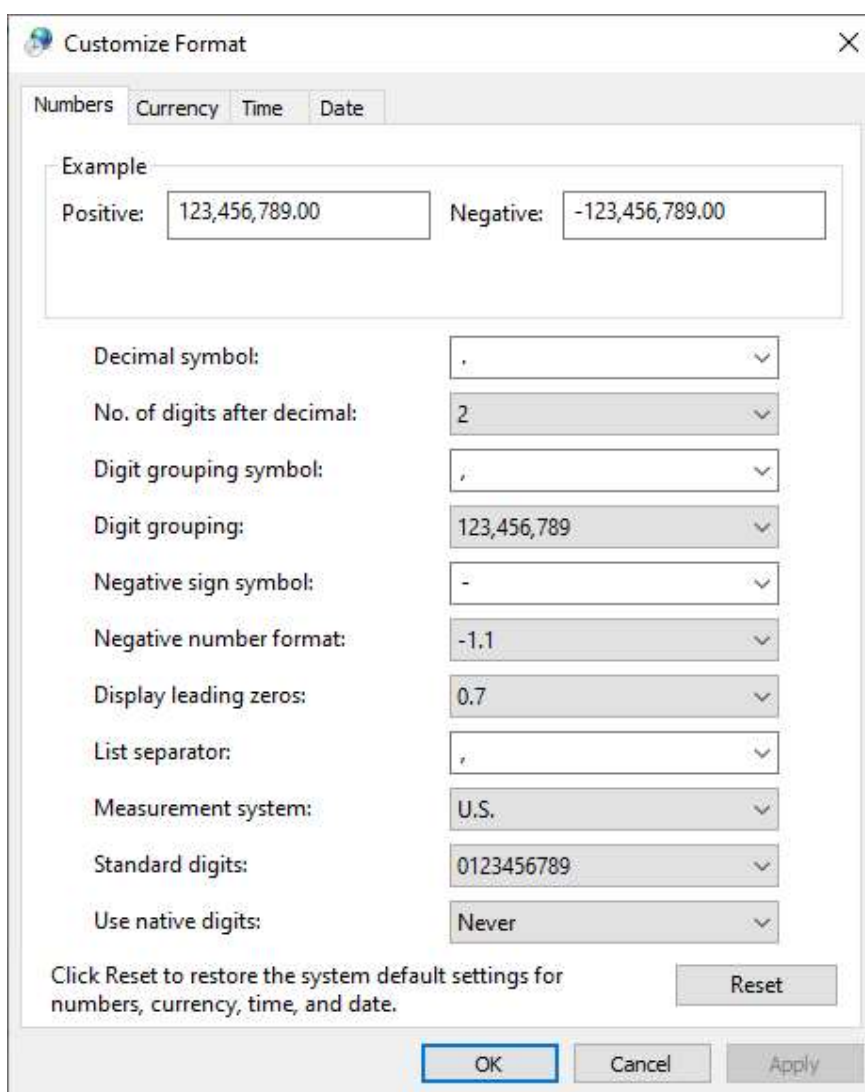 Customize Format
Numbers Currency Time Date
Example
Positive: 123,456,789.00 Negative: -123,456,789.00
Decimal symbol: .
No. of digits after decimal: 2
Digit grouping symbol: ,
Digit grouping: 123,456,789
Negative sign symbol: -
Negative number format: -1.1
Display leading zeros: 0.7
List separator: ,
Measurement system: U.S.
Standard digits: 0123456789
Use native digits: Never
Click Reset to restore the system default settings for
numbers, currency, time, and date.
Reset
OK Cancel Apply